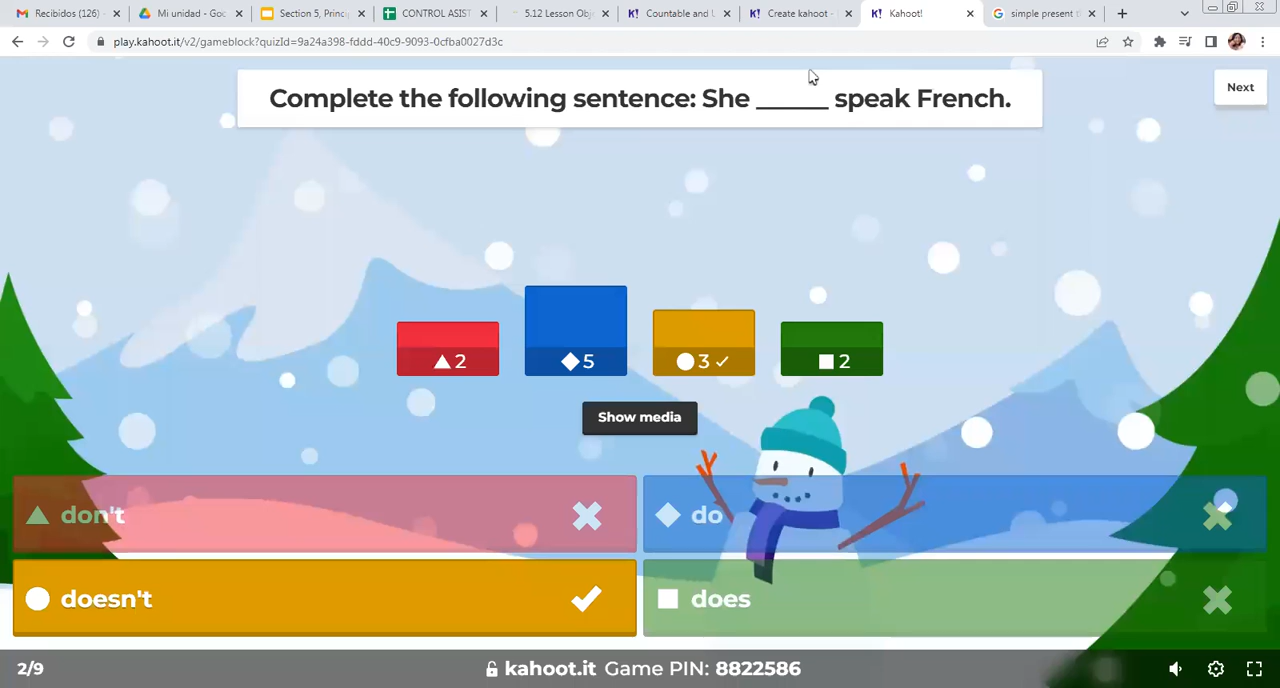 Recibidos (126)
Mi unidad - Goo
Section 5, Princi
CONTROL ASIST
5.12 Lesson Obj
K! Countable and U
K! Create kahoot -
K! Kahoot!
simple present t
play.kahoot.it/v2/gameblock?quizId=9a24a398-fddd-40c9-9093-0cfba0027d3c
Complete the following sentence: She ______ speak French.
Next
2
5
3
2
Show media
don't
do
doesn't
does
2/9
kahoot.it Game PIN: 8822586